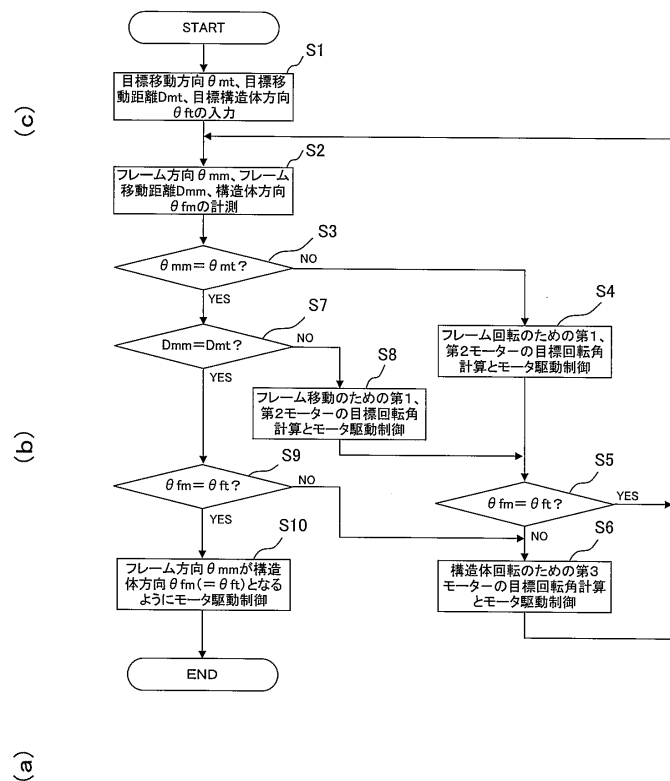 START
S1
目標移動方向θmt、目標移
動距離Dmt、目標構造体方向
θftの入力
(c)
S2
フレーム方向θmm、フレーム
移動距離Dmm、構造体方向
θfmの計測
S3
θmm＝θmt？
NO
YES
S7
Dmm＝Dmt？
NO
YES
S4
フレーム回転のための第1、
第2モーターの目標回転角
計算とモータ駆動制御
S8
フレーム移動のための第1、
第2モーターの目標回転角
計算とモータ駆動制御
(b)
S9
θfm＝θft？
NO
YES
S5
θfm＝θft？
YES
NO
S10
フレーム方向θmmが構造
体方向θfm(＝θft)となる
ようにモータ駆動制御
S6
構造体回転のための第3
モーターの目標回転角計算
とモータ駆動制御
END
(a)